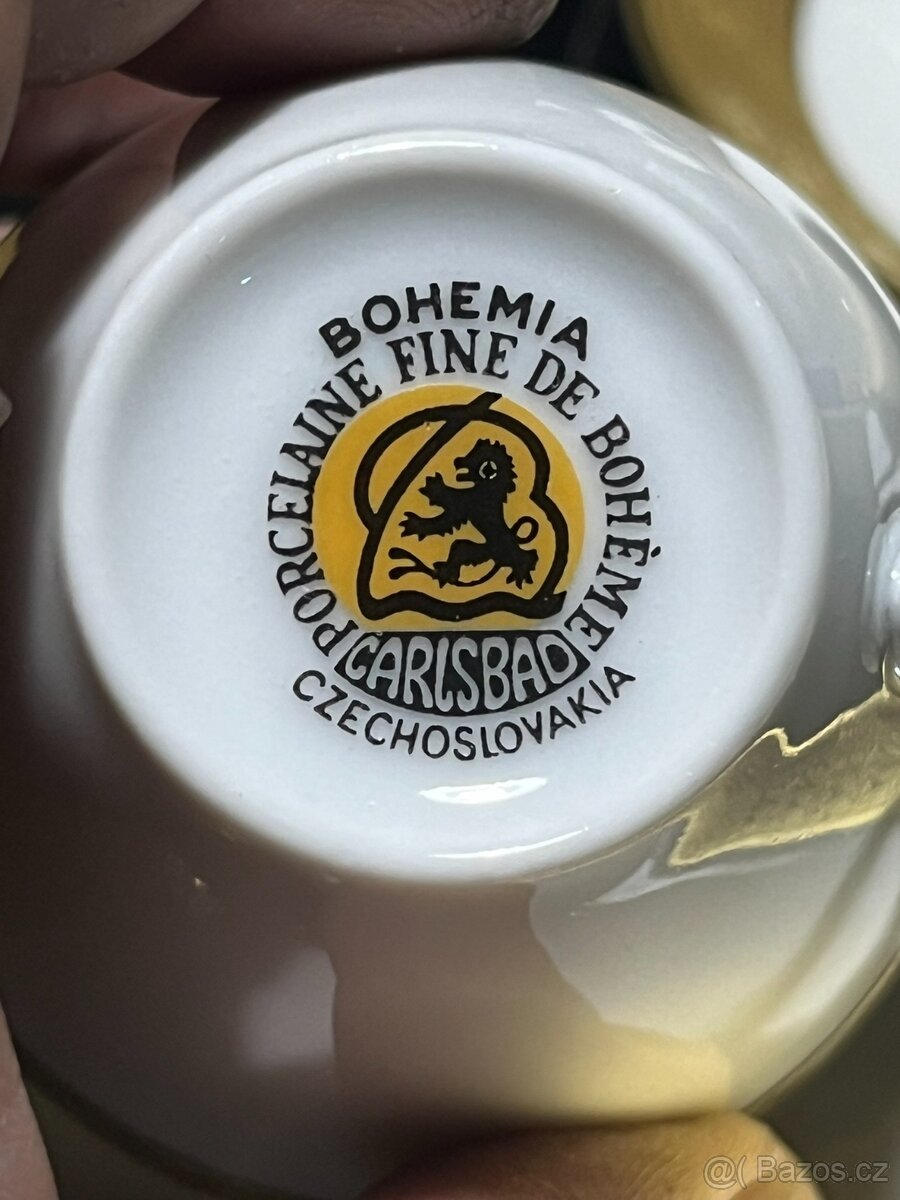 BOHEMIA
PORCELAINE FINE DE BOHÊME
CARLSBAD
CZECHOSLOVAKIA
@( Bazos.cz